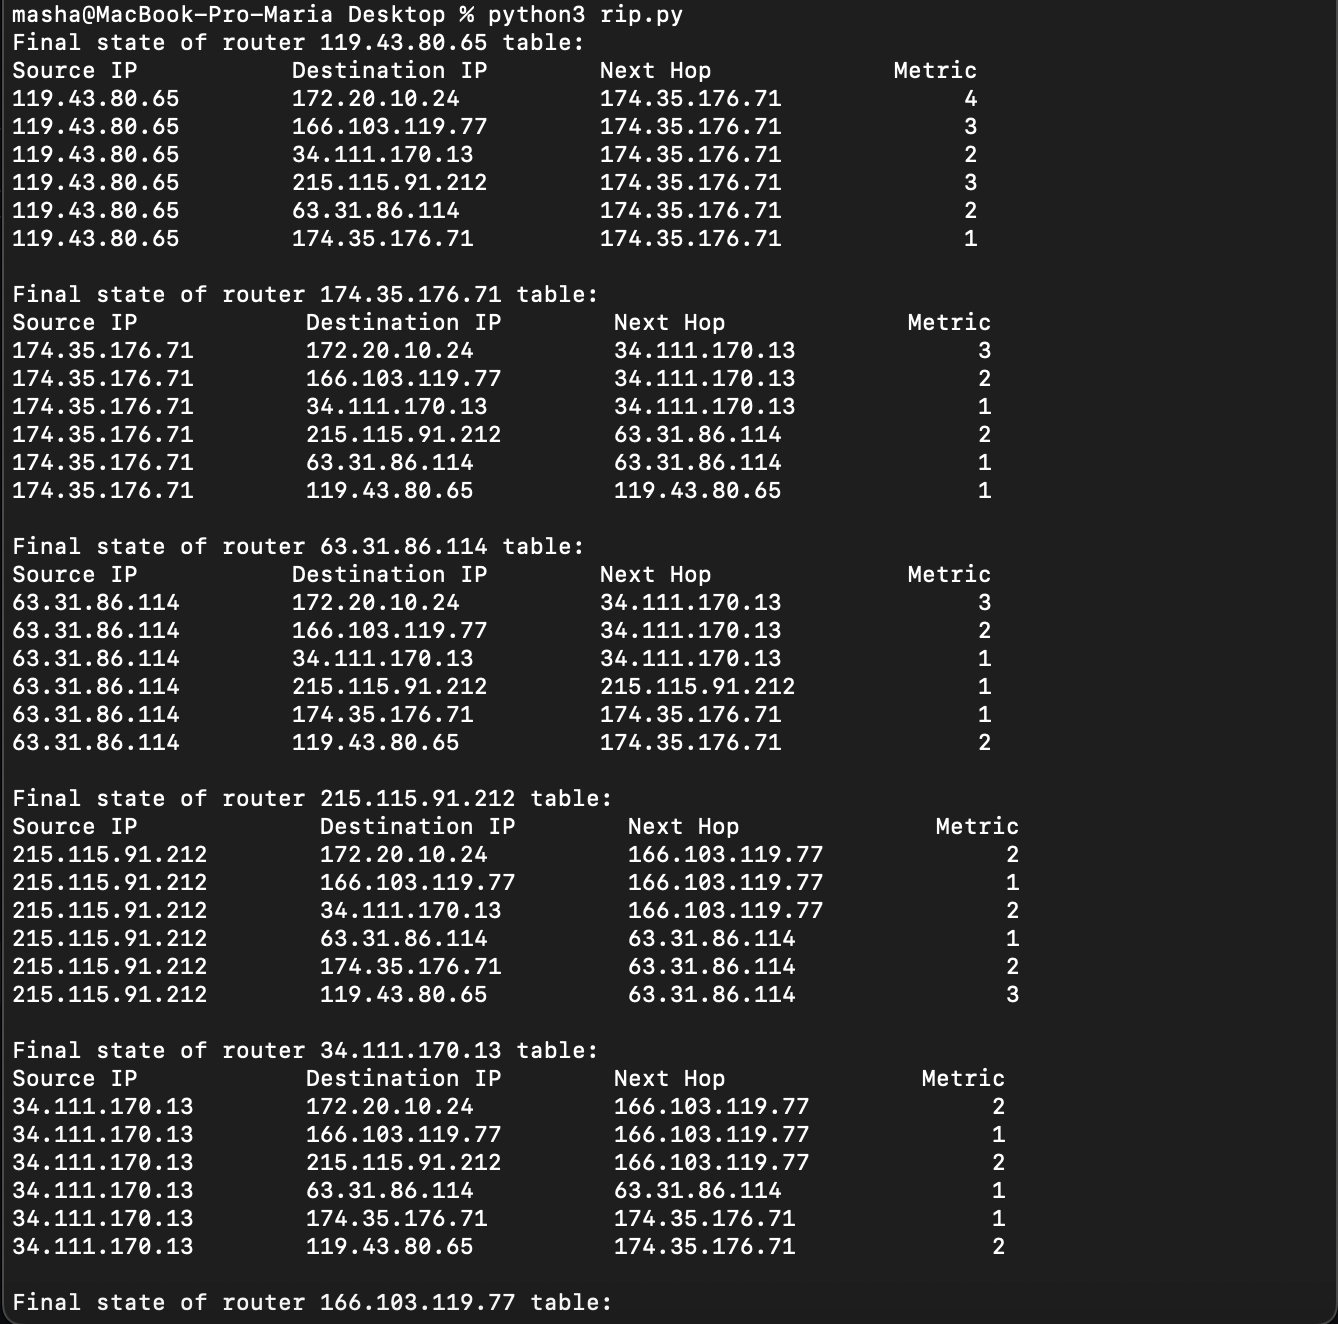 masha@MacBook-Pro-Maria Desktop % python3 rip.py
Final state of router 119.43.80.65 table:
Source IP           Destination IP        Next Hop             Metric
119.43.80.65        172.20.10.24          174.35.176.71             4
119.43.80.65        166.103.119.77        174.35.176.71             3
119.43.80.65        34.111.170.13         174.35.176.71             2
119.43.80.65        215.115.91.212        174.35.176.71             3
119.43.80.65        63.31.86.114          174.35.176.71             2
119.43.80.65        174.35.176.71         174.35.176.71             1

Final state of router 174.35.176.71 table:
Source IP            Destination IP        Next Hop             Metric
174.35.176.71        172.20.10.24          34.111.170.13             3
174.35.176.71        166.103.119.77        34.111.170.13             2
174.35.176.71        34.111.170.13         34.111.170.13             1
174.35.176.71        215.115.91.212        63.31.86.114              2
174.35.176.71        63.31.86.114          63.31.86.114              1
174.35.176.71        119.43.80.65          119.43.80.65              1

Final state of router 63.31.86.114 table:
Source IP           Destination IP        Next Hop              Metric
63.31.86.114        172.20.10.24          34.111.170.13              3
63.31.86.114        166.103.119.77        34.111.170.13              2
63.31.86.114        34.111.170.13         34.111.170.13              1
63.31.86.114        215.115.91.212        215.115.91.212             1
63.31.86.114        174.35.176.71         174.35.176.71              1
63.31.86.114        119.43.80.65          174.35.176.71              2

Final state of router 215.115.91.212 table:
Source IP             Destination IP        Next Hop              Metric
215.115.91.212        172.20.10.24          166.103.119.77             2
215.115.91.212        166.103.119.77        166.103.119.77             1
215.115.91.212        34.111.170.13         166.103.119.77             2
215.115.91.212        63.31.86.114          63.31.86.114               1
215.115.91.212        174.35.176.71         63.31.86.114               2
215.115.91.212        119.43.80.65          63.31.86.114               3

Final state of router 34.111.170.13 table:
Source IP            Destination IP        Next Hop              Metric
34.111.170.13        172.20.10.24          166.103.119.77             2
34.111.170.13        166.103.119.77        166.103.119.77             1
34.111.170.13        215.115.91.212        166.103.119.77             2
34.111.170.13        63.31.86.114          63.31.86.114               1
34.111.170.13        174.35.176.71         174.35.176.71              1
34.111.170.13        119.43.80.65          174.35.176.71              2

Final state of router 166.103.119.77 table: